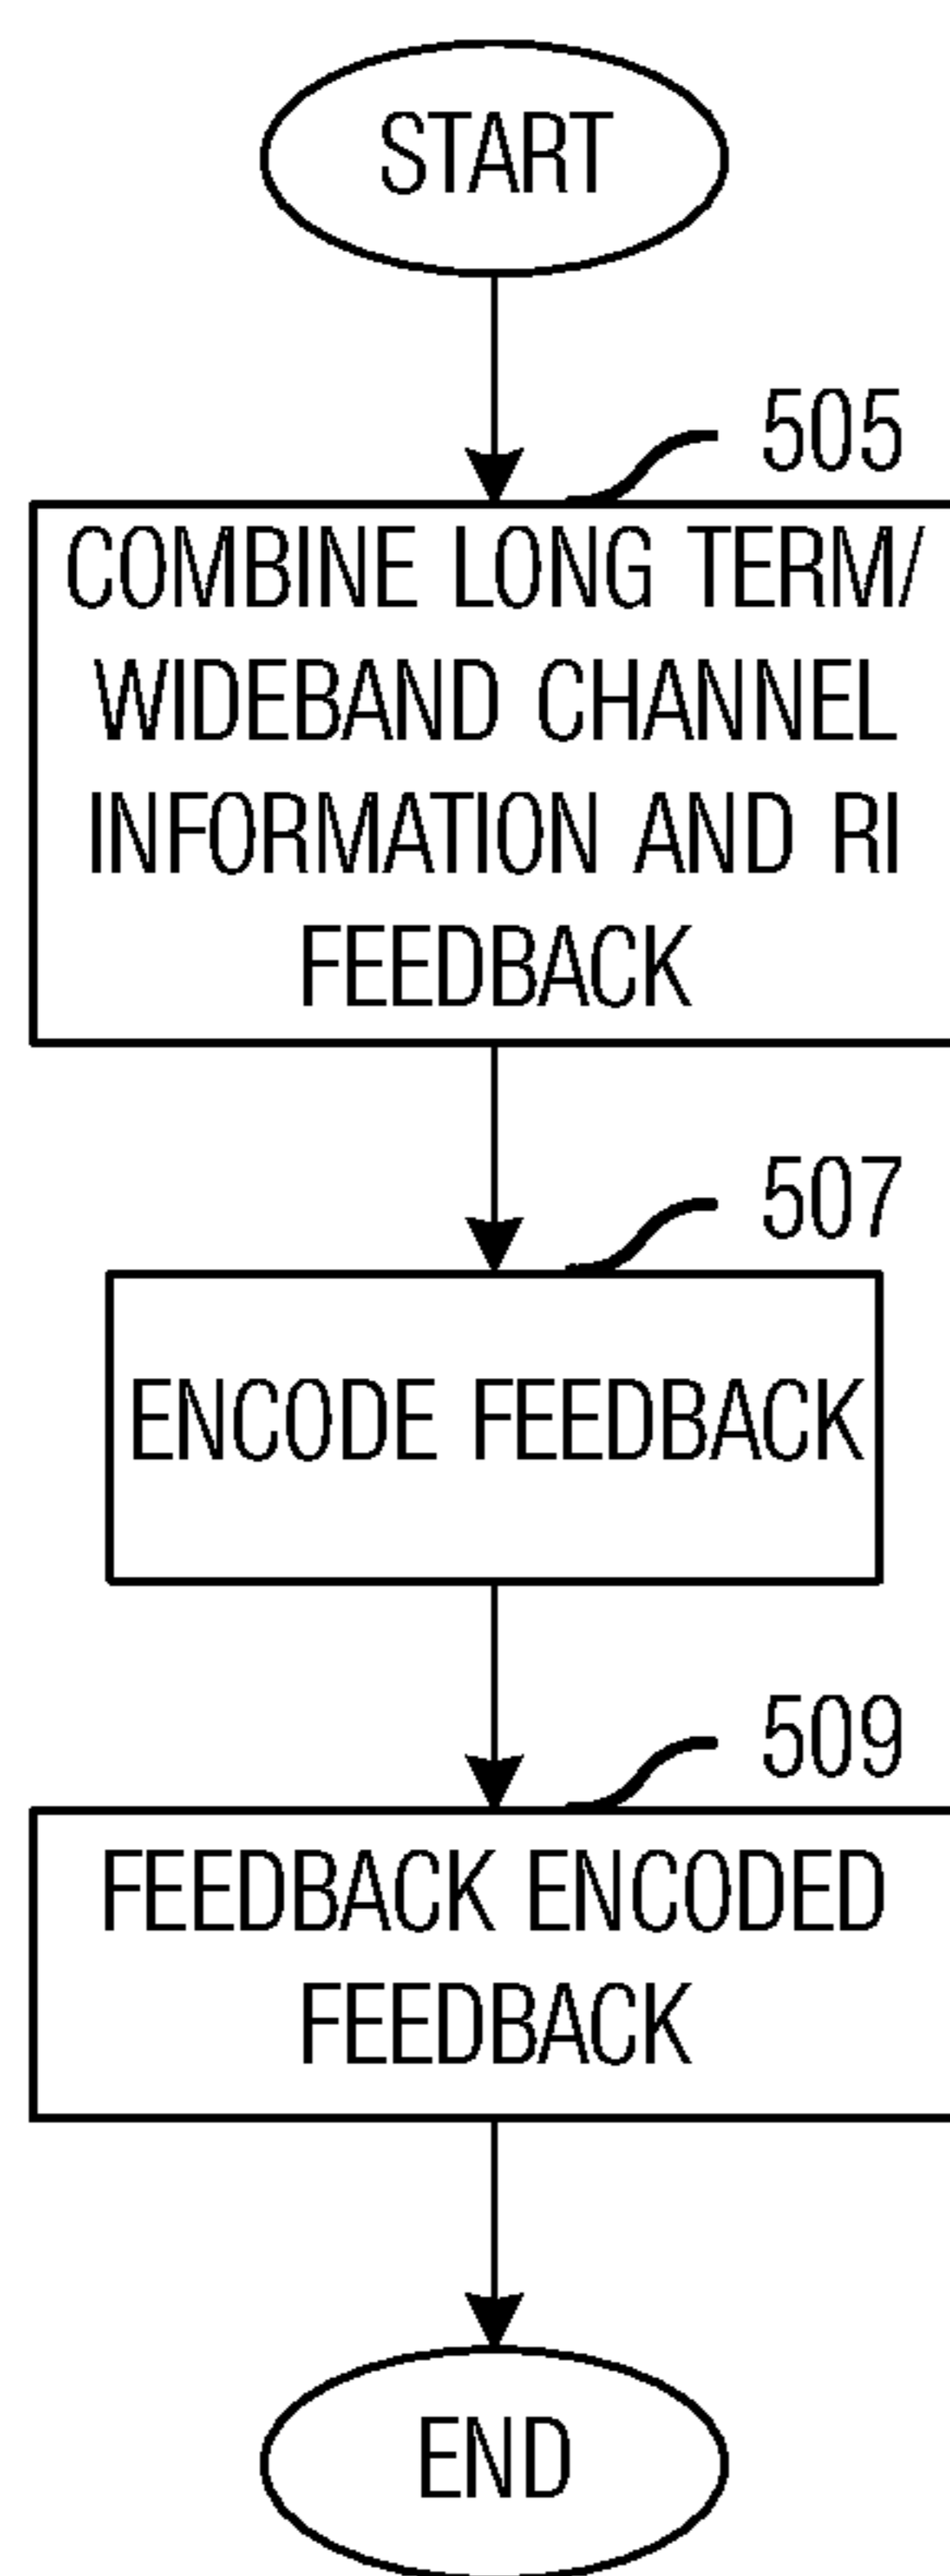 START
505
COMBINE LONG TERM/
WIDEBAND CHANNEL
INFORMATION AND RI
FEEDBACK
507
ENCODE FEEDBACK
509
FEEDBACK ENCODED
FEEDBACK
END